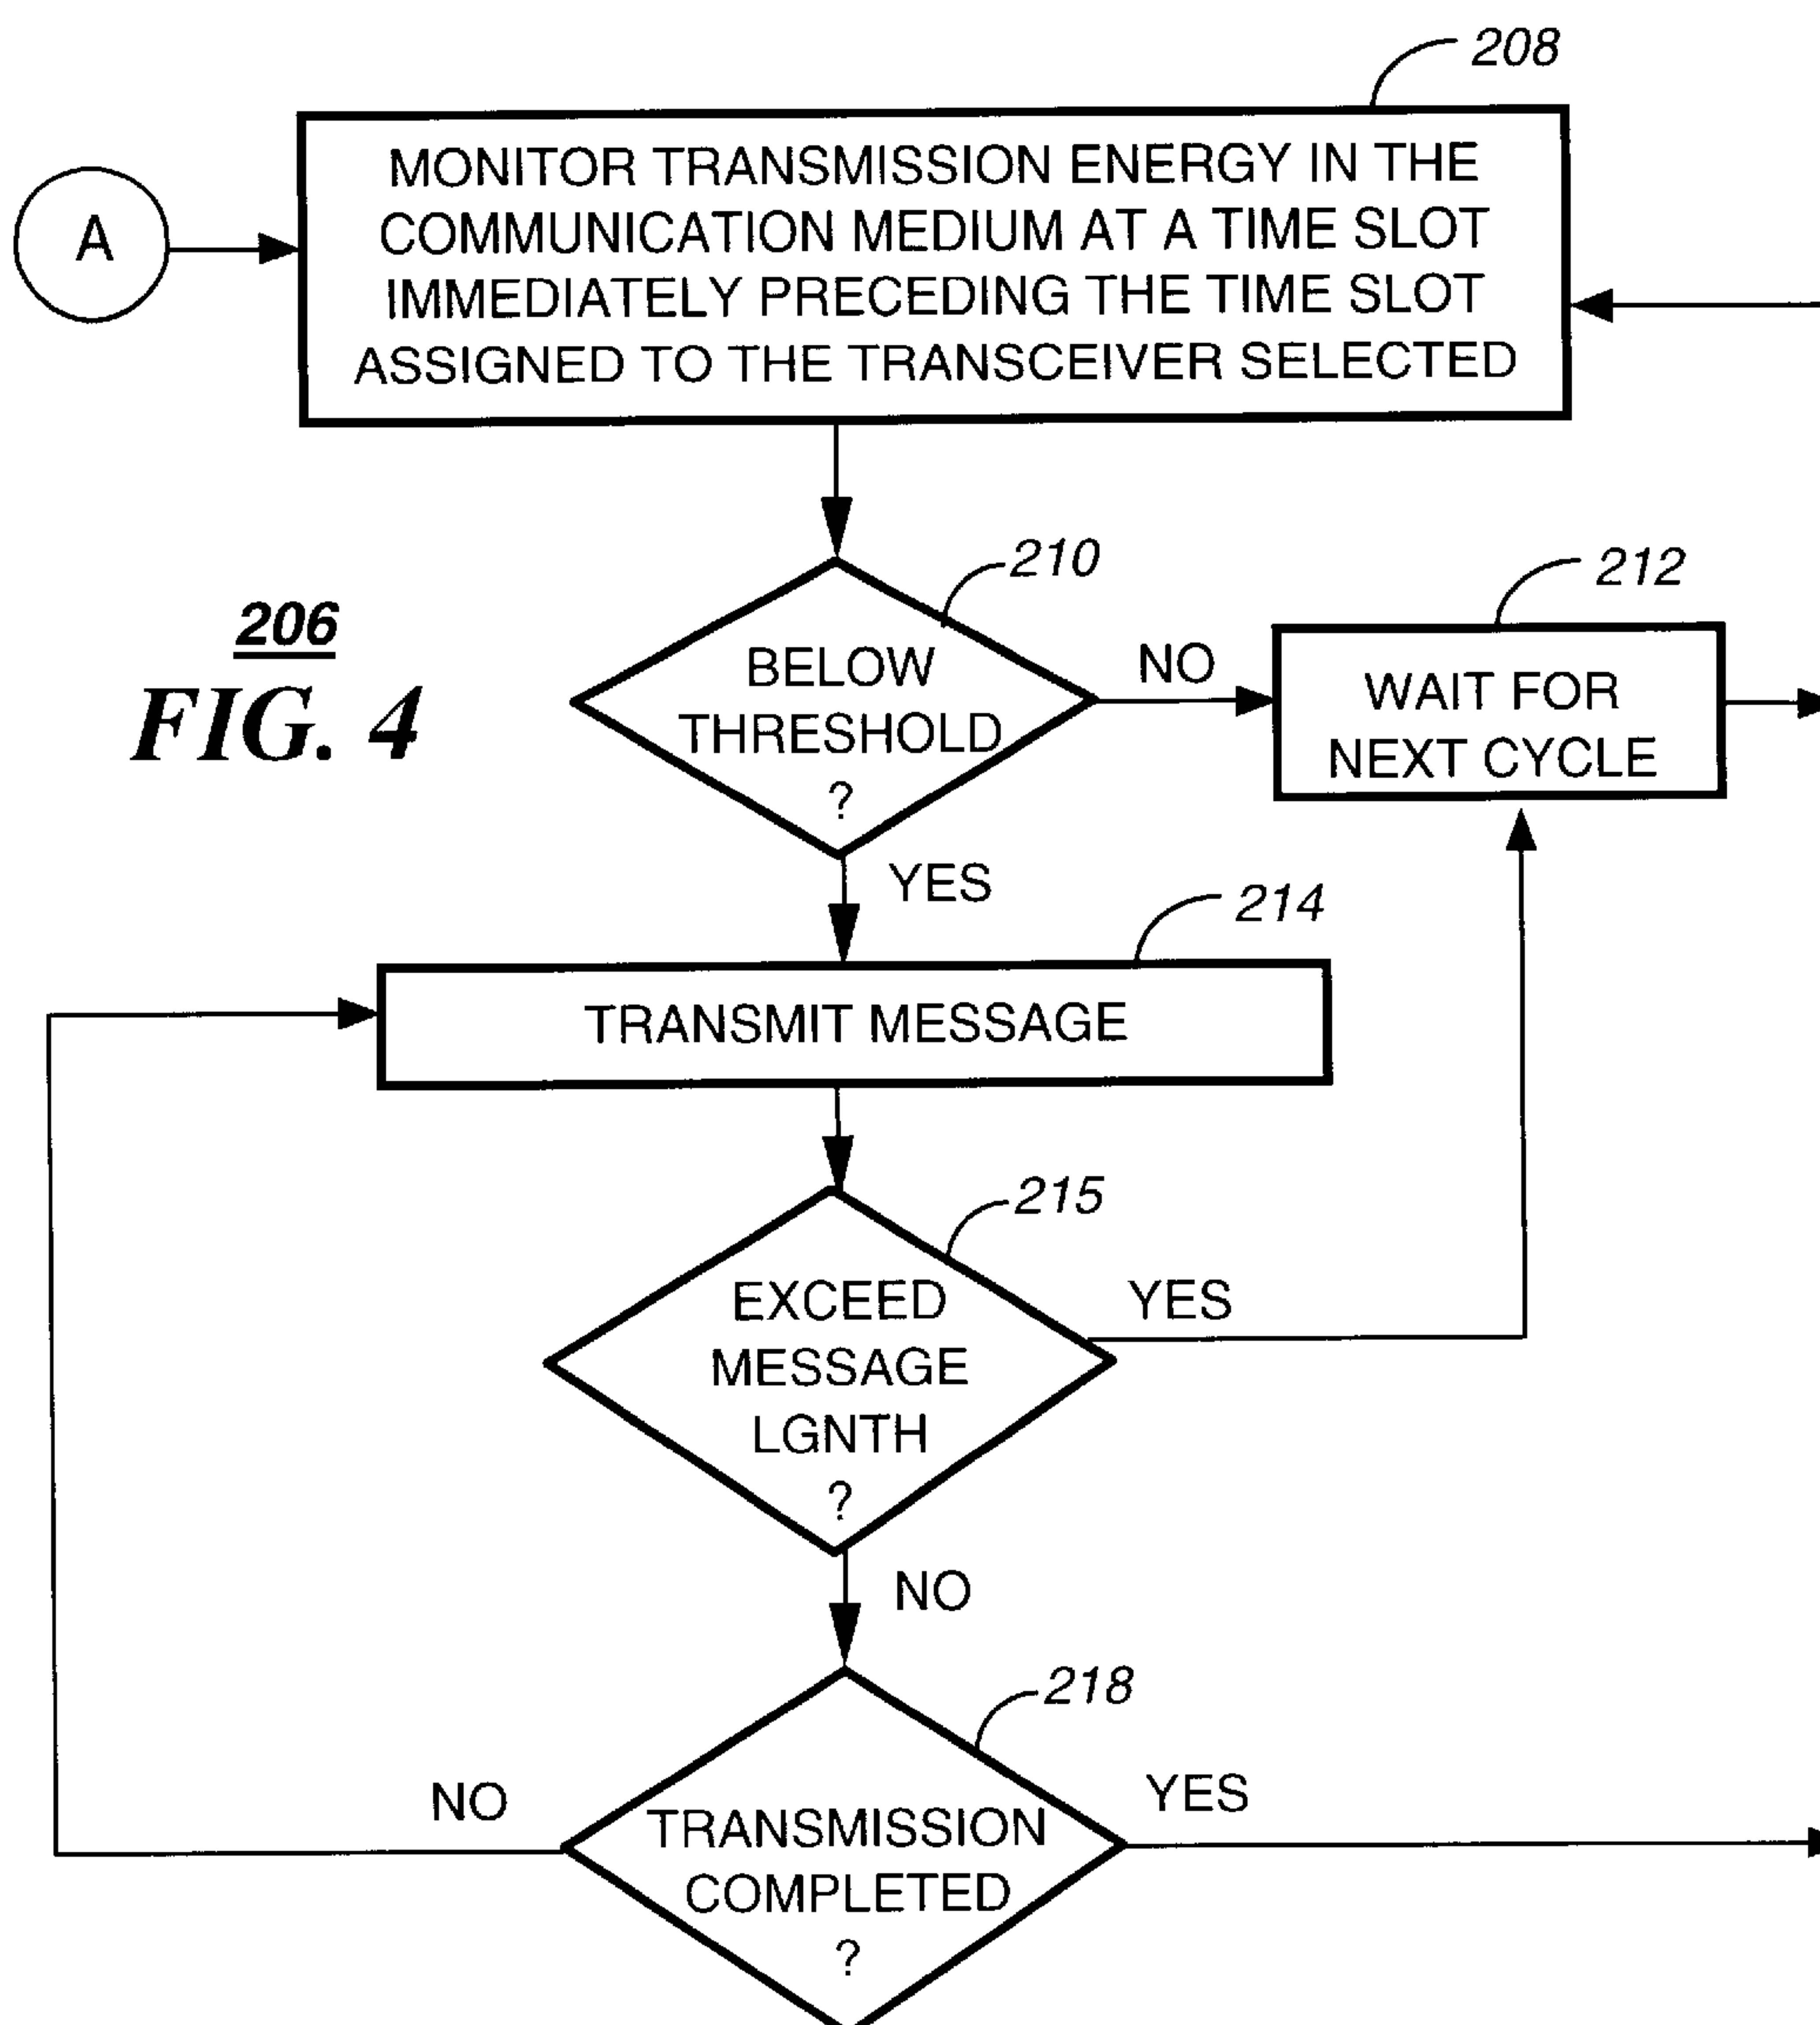 208
A
MONITOR TRANSMISSION ENERGY IN THE
COMMUNICATION MEDIUM AT A TIME SLOT
IMMEDIATELY PRECEDING THE TIME SLOT
ASSIGNED TO THE TRANSCEIVER SELECTED
210
212
206
FIG. 4
BELOW
THRESHOLD
?
NO
WAIT FOR
NEXT CYCLE
YES
214
TRANSMIT MESSAGE
215
EXCEED
MESSAGE
LGNTH
?
YES
NO
218
NO
YES
TRANSMISSION
COMPLETED
?